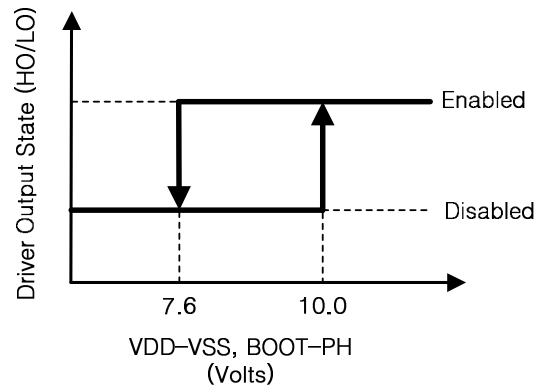 Driver Output State (HO/LO)
Enabled
Disabled
7.6
10.0
VDD-VSS, BOOT-PH
(Volts)